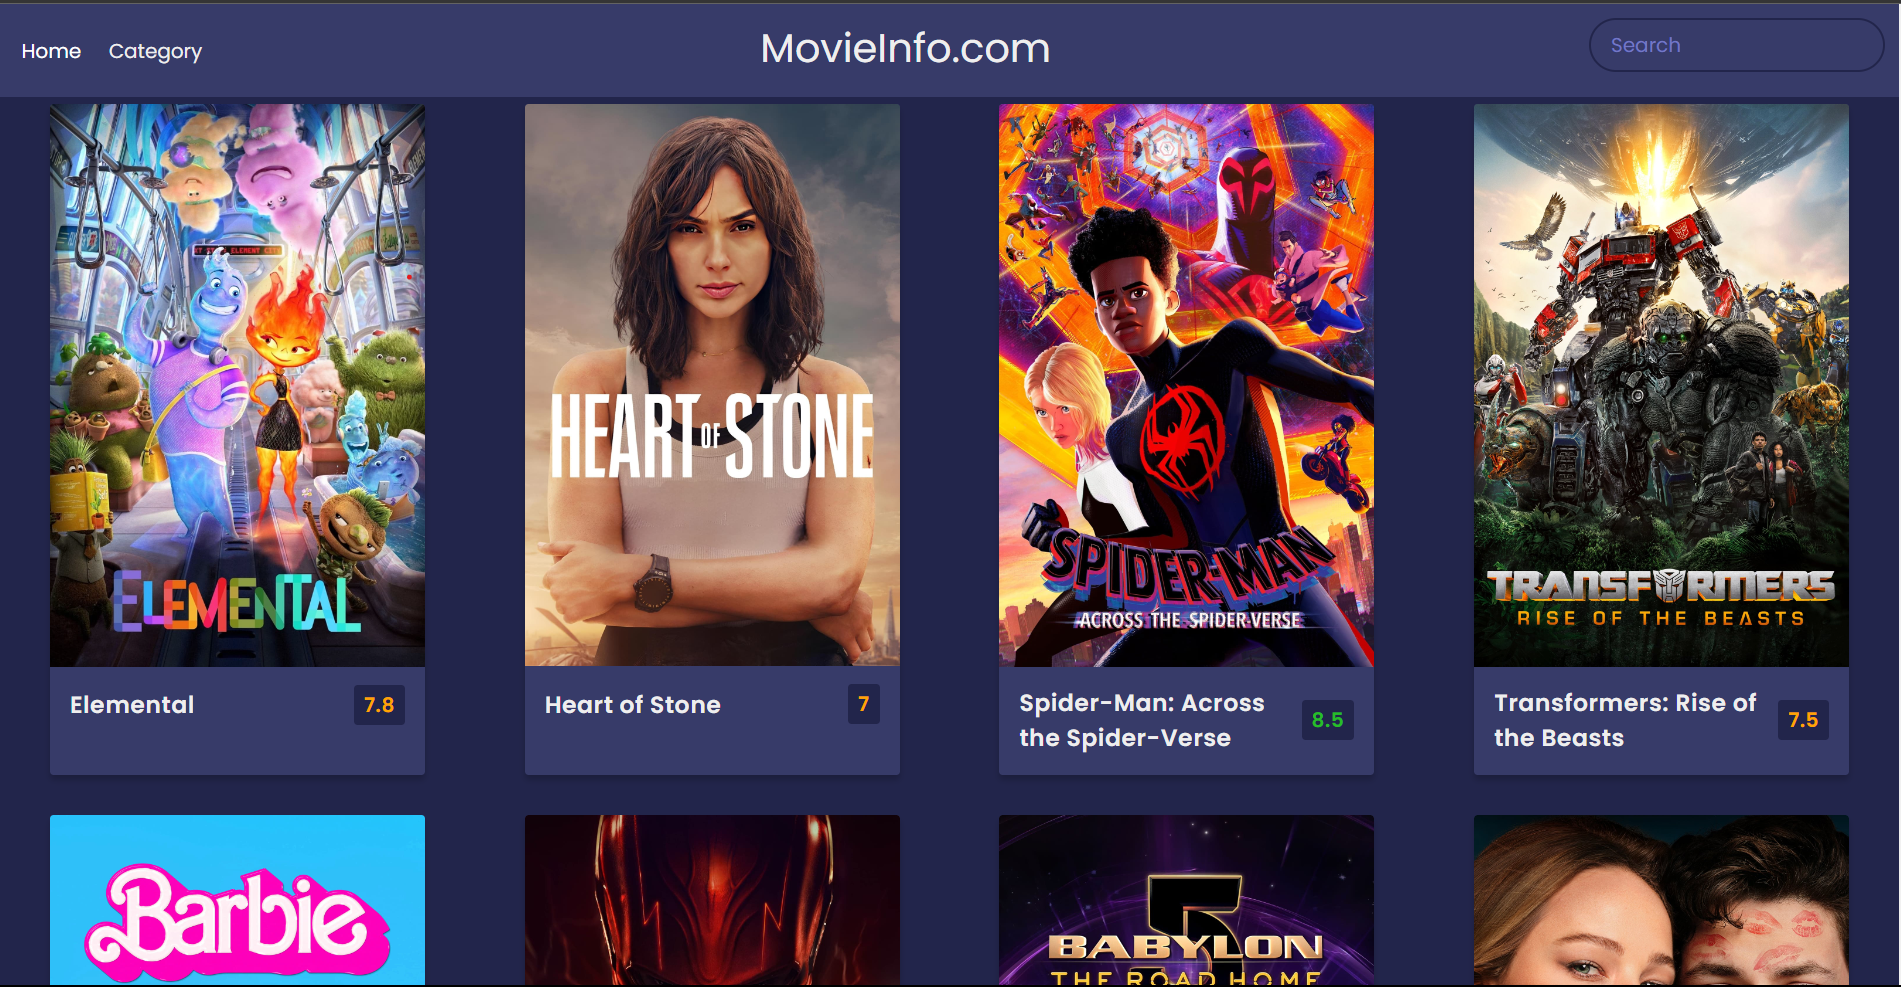 Home Category MovieInfo.com Search
ELEMENTAL
HEART OF STONE
SPIDER-MAN
ACROSS THE SPIDER-VERSE
TRANSFORMERS
RISE OF THE BEASTS
Elemental 7.8
Heart of Stone 7
Spider-Man: Across
the Spider-Verse
8.5
Transformers: Rise of
the Beasts
7.5
Barbie
5
BABYLON
THE ROAD HOME